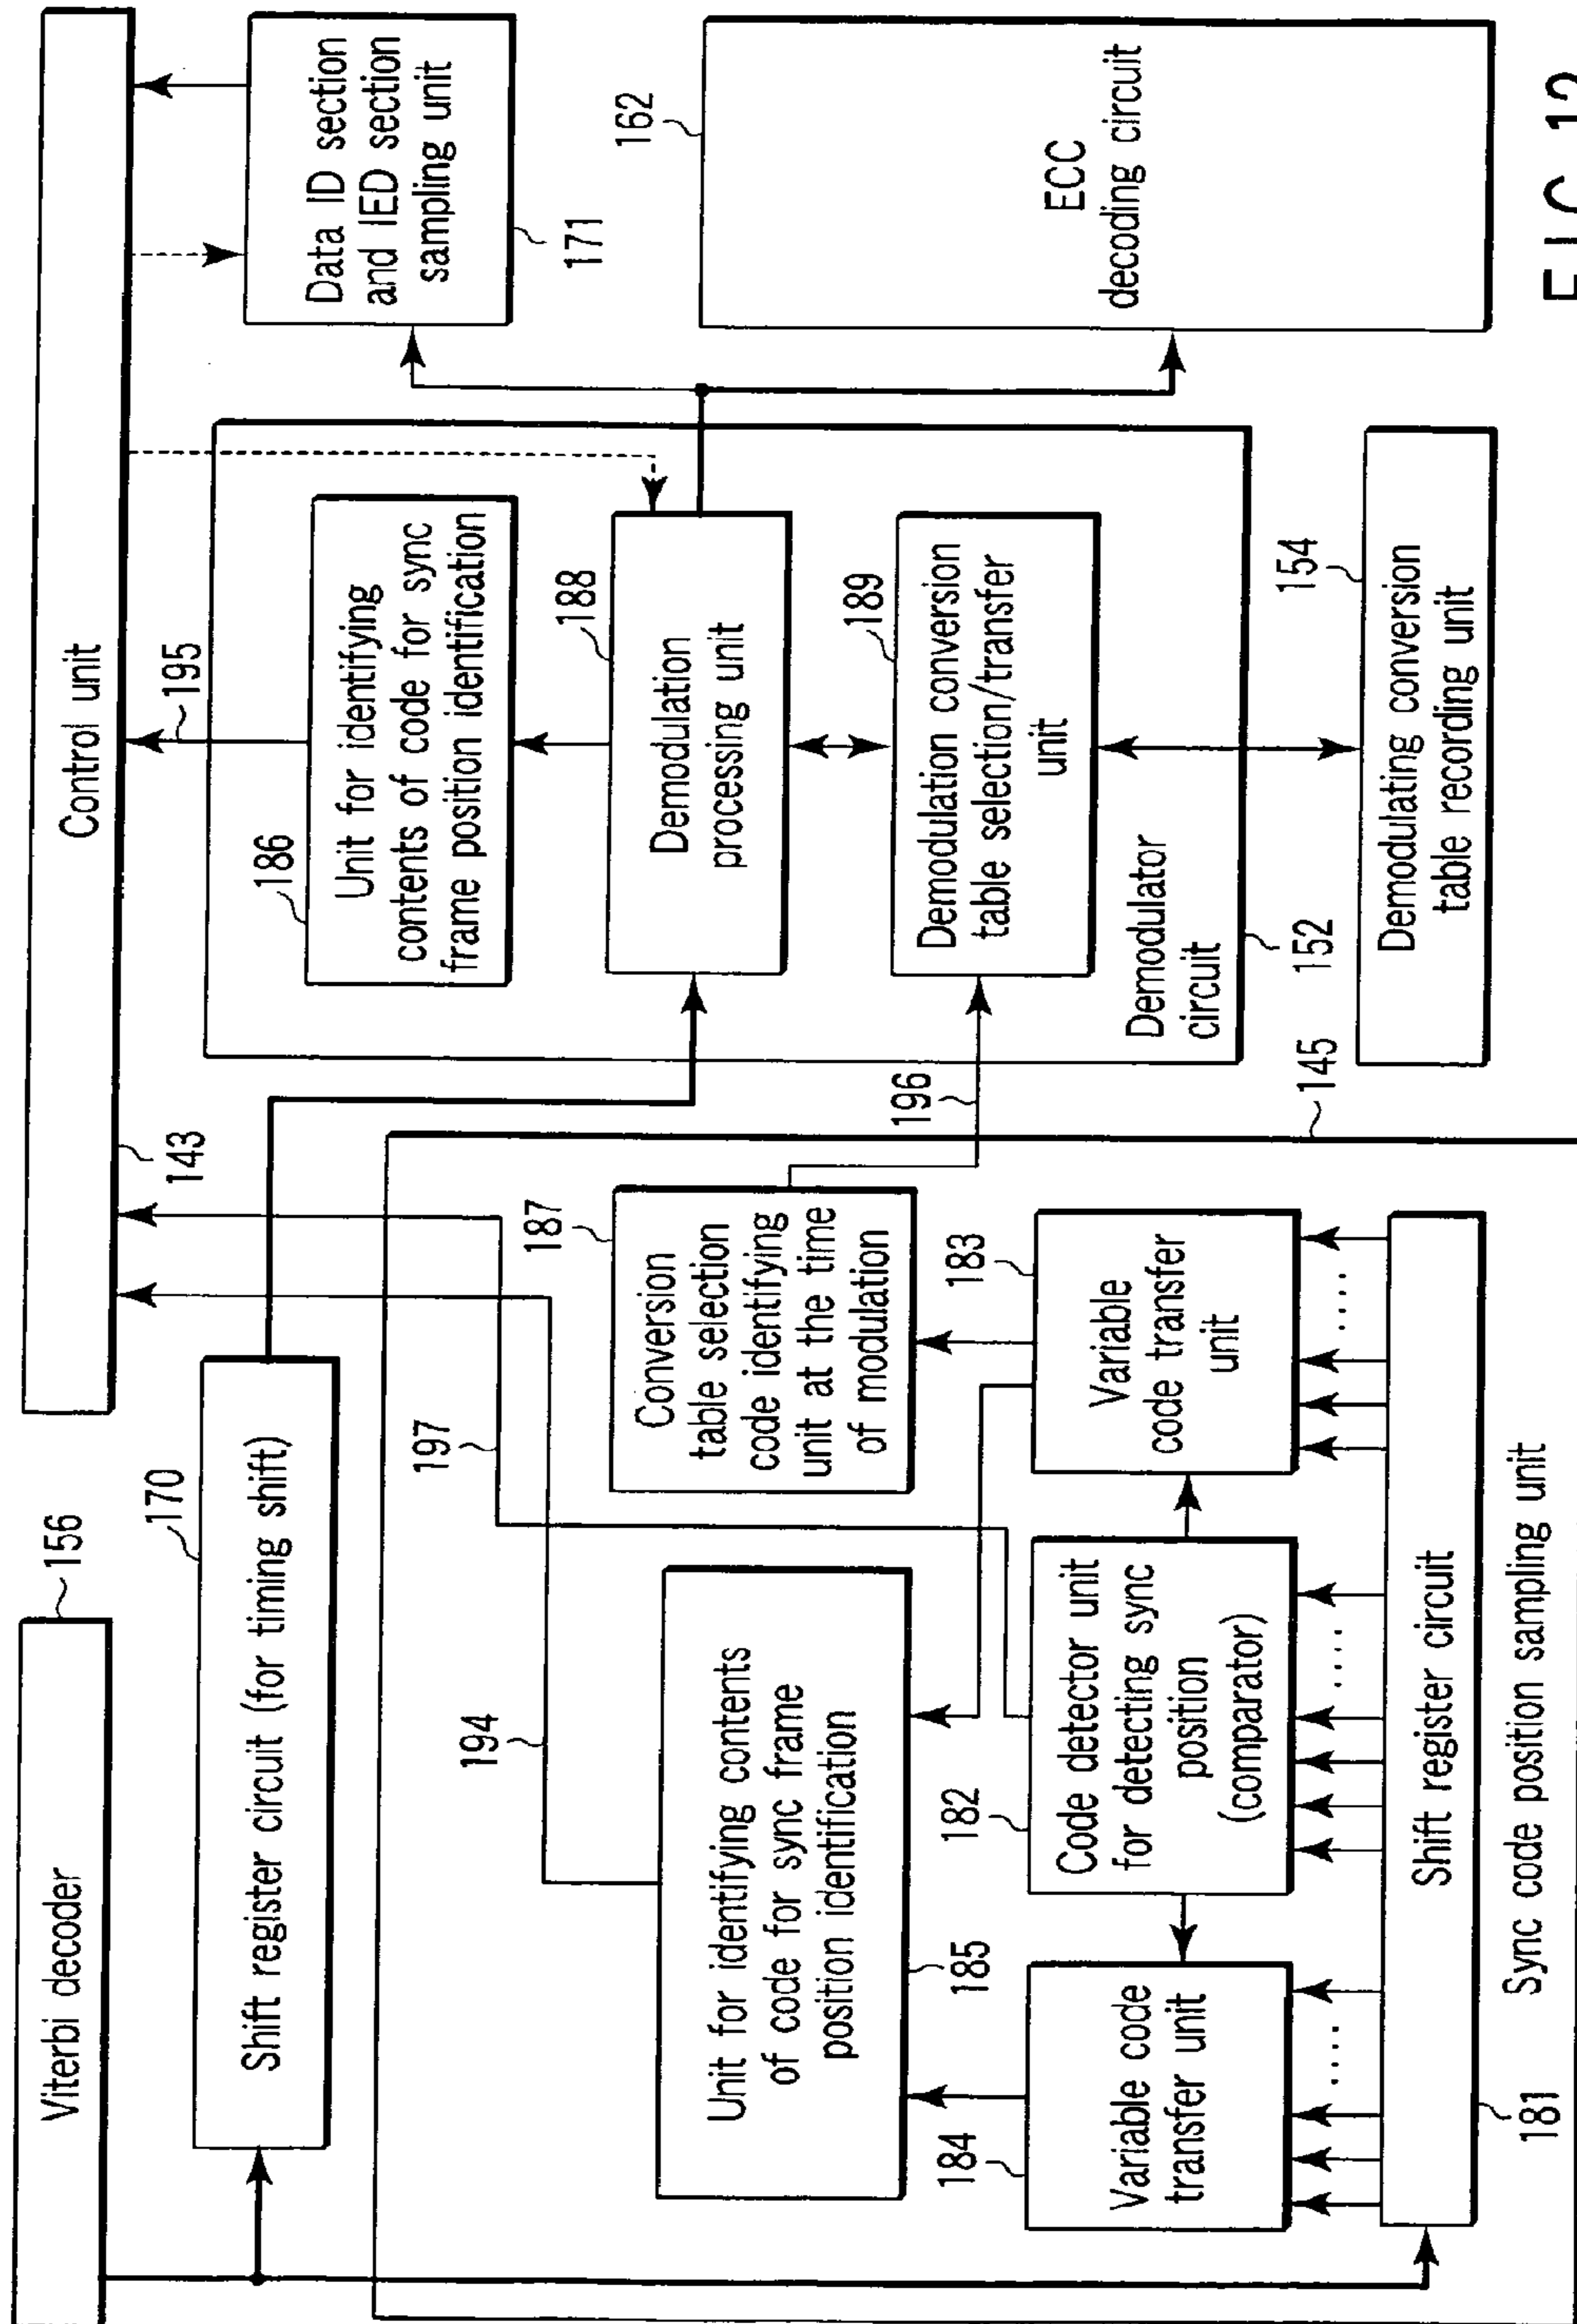 Viterbi decoder
156
Control unit
143
Shift register circuit (for timing shift)
170
194
197
195
Data ID section
and IED section
sampling unit
171
ECC
decoding circuit
162
Unit for identifying
contents of code for sync
frame position identification
186
Demodulation
processing unit
188
Demodulation conversion
table selection/transfer
unit
189
Demodulator
circuit
152
Demodulating conversion
table recording unit
154
196
145
Conversion
table selection
code identifying
unit at the time
of modulation
187
Unit for identifying contents
of code for sync frame
position identification
185
Variable code
transfer unit
184
Code detector unit
for detecting sync
position
(comparator)
182
Variable
code transfer
unit
183
....
....
....
Shift register circuit
181
Sync code position sampling unit